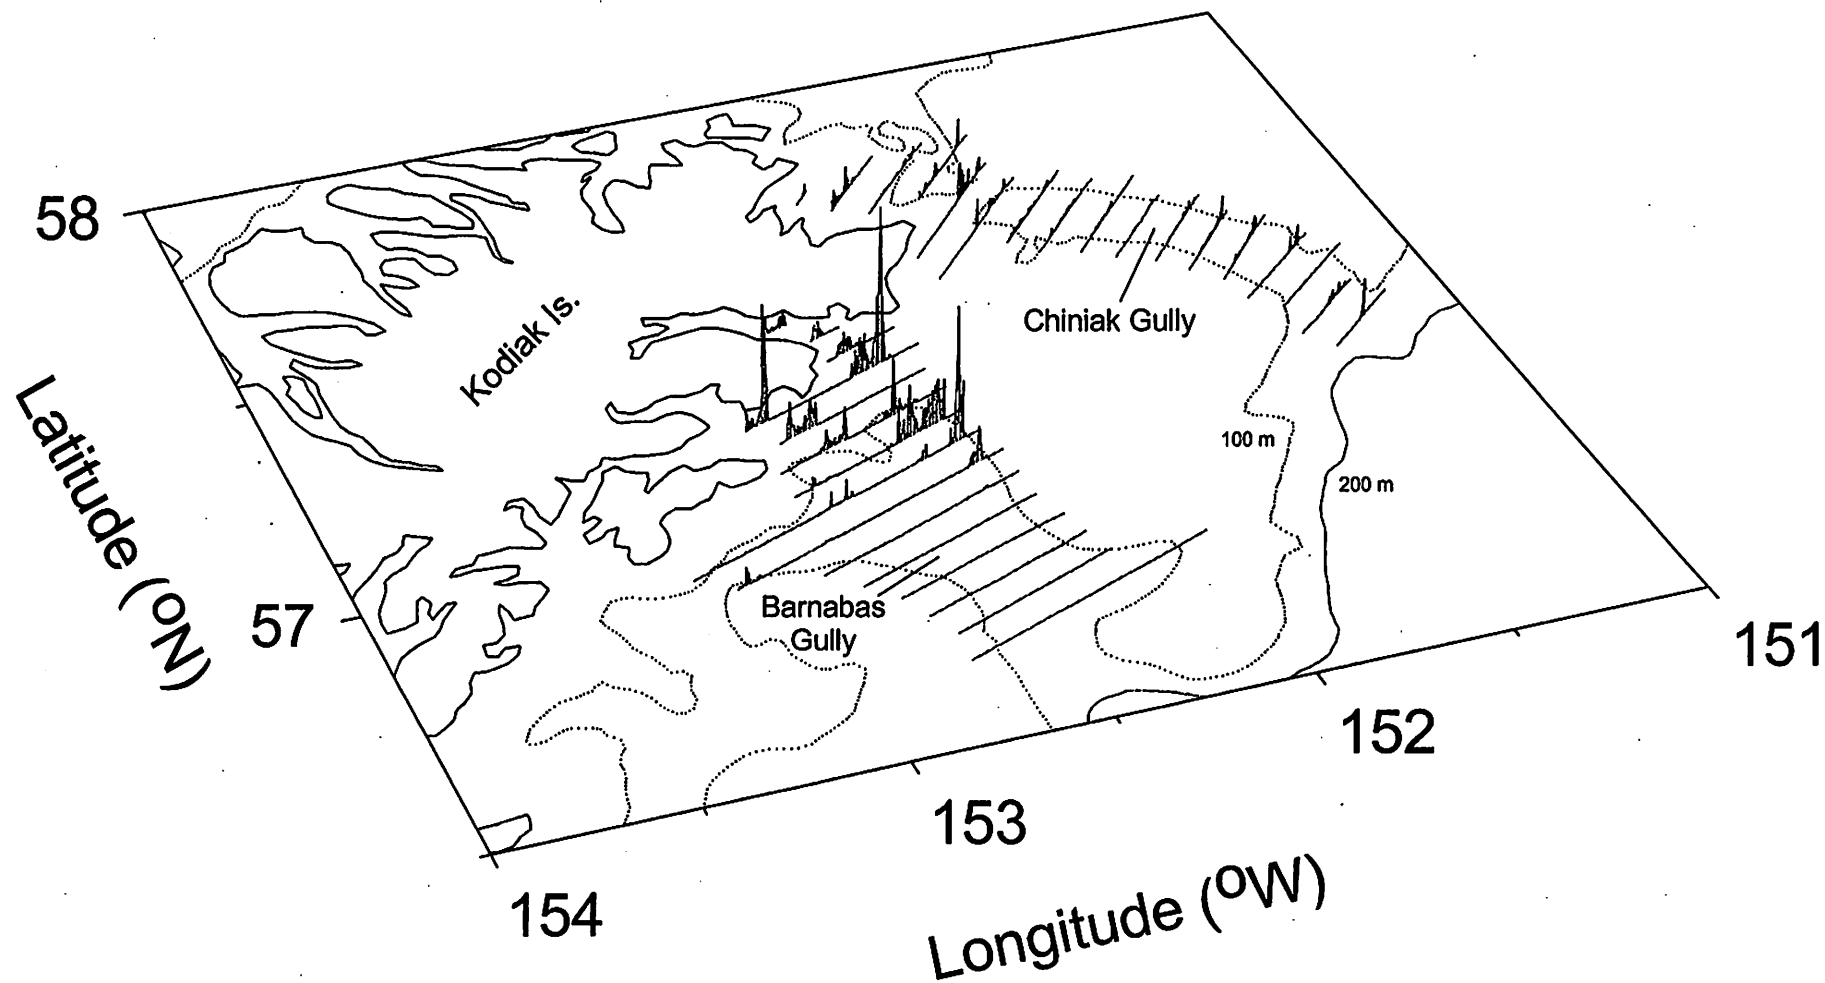 58
Kodiak Is.
Chiniak Gully
Latitude (ºN)
100 m
200 m
57
Barnabas
Gully
151
152
153
154
Longitude (ºW)